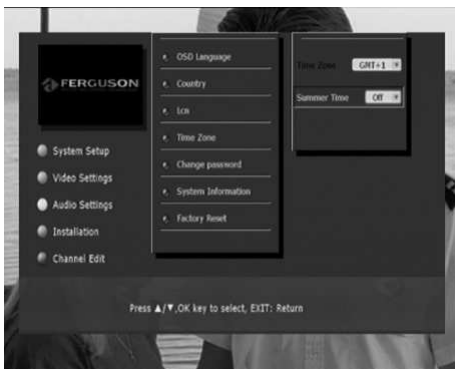 FERGUSON
System Setup
Video Settings
Audio Settings
Installation
Channel Edit
OSD Language
Country
Lcn
Time Zone
Change password
System Information
Factory Reset
Time Zone GMT+1
Summer Time Off
Press ▲/▼,OK key to select, EXIT: Return